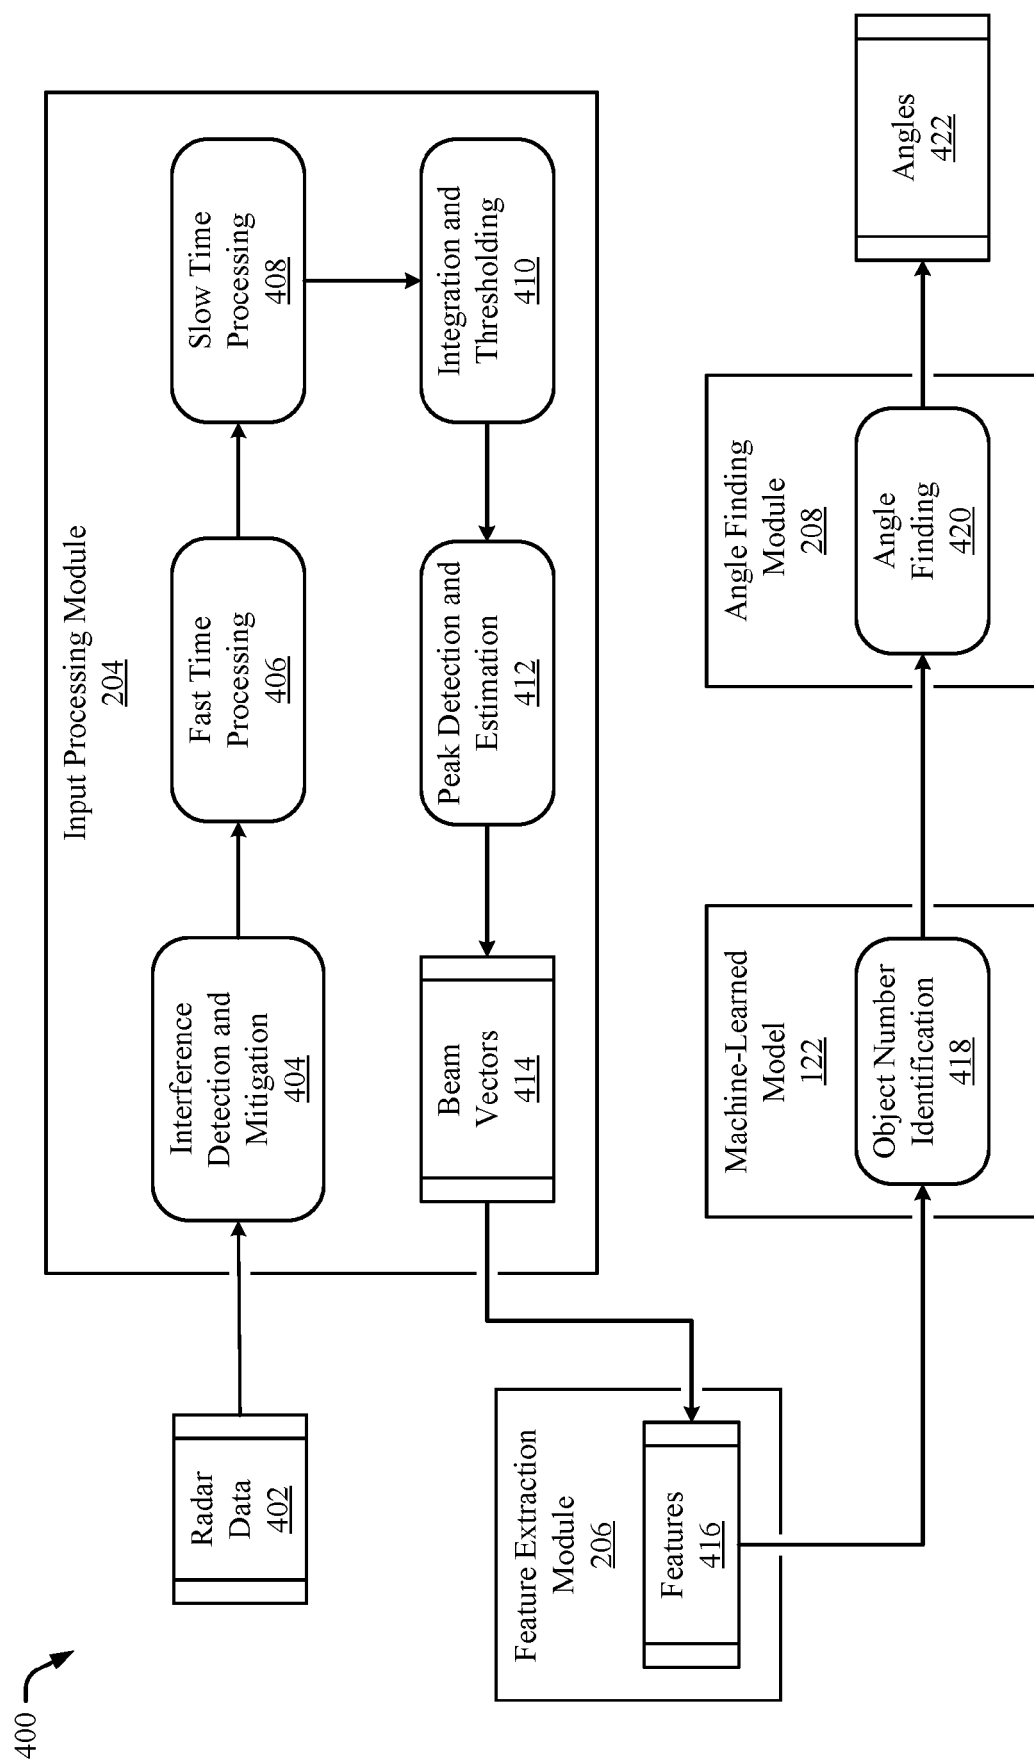 400
Input Processing Module
204
Radar
Data
402
Interference
Detection and
Mitigation
404
Fast Time
Processing
406
Slow Time
Processing
408
Integration and
Thresholding
410
Peak Detection and
Estimation
412
Beam
Vectors
414
Feature Extraction
Module
206
Features
416
Machine-Learned
Model
122
Object Number
Identification
418
Angle Finding
Module
208
Angle
Finding
420
Angles
422